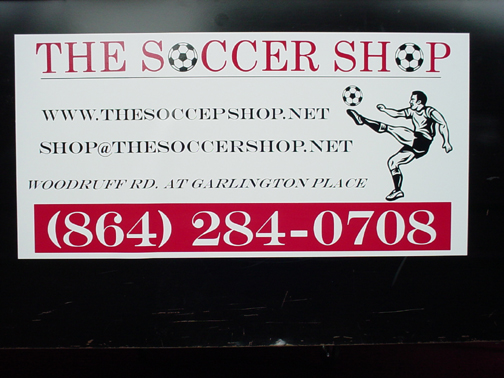 THE SOCCER SHOP
WWW.THESOCCEPSHOP.NET
SHOP@THESOCCERSHOP.NET
WOODRUFF RD. AT GARLINGTON PLACE
(864) 284-0708